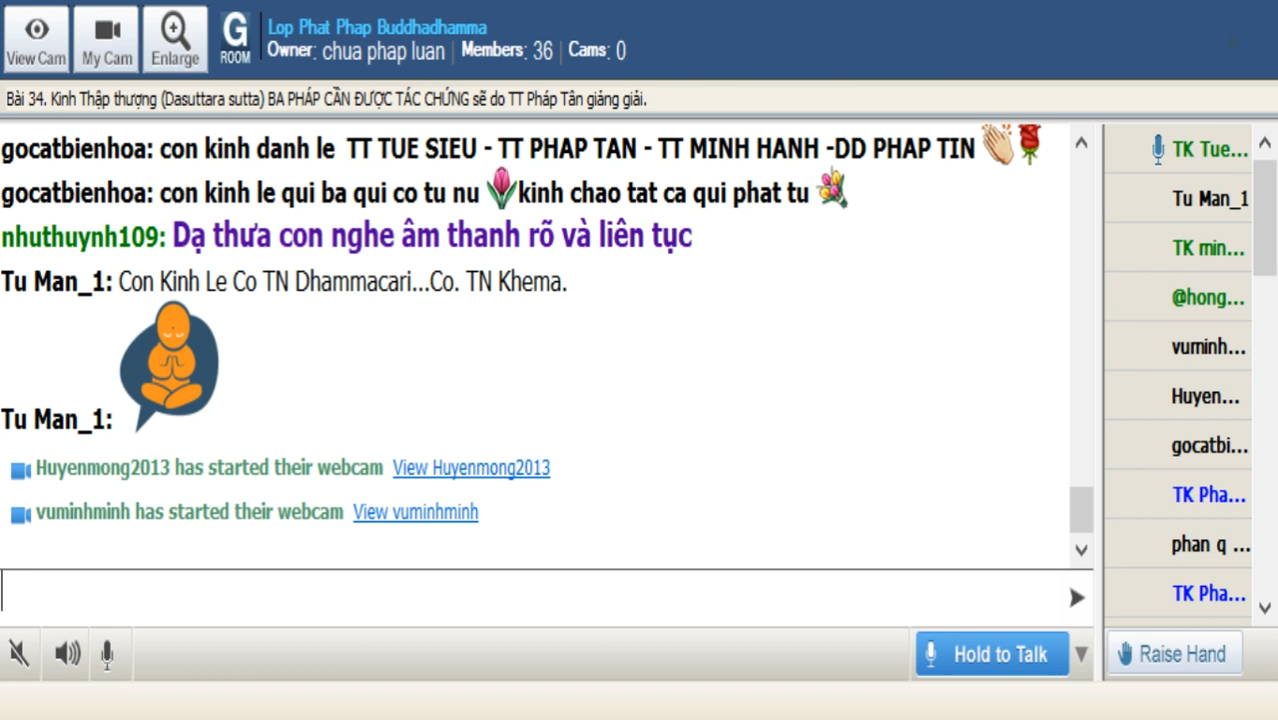 View Cam
My Cam
Enlarge
G
ROOM
Lop Phat Phap Buddhadhamma
Owner: chua phap luan | Members: 36 | Cams: 0
Bài 34. Kinh Thập thượng (Dasuttara sutta) BA PHÁP CẦN ĐƯỢC TÁC CHỨNG sẽ do TT Pháp Tân giảng giải.
gocatbienhoa: con kinh danh le TT TUE SIEU - TT PHAP TAN - TT MINH HANH -DD PHAP TIN
gocatbienhoa: con kinh le qui ba qui co tu nu kinh chao tat ca qui phat tu
nhuthuynh109: Dạ thưa con nghe âm thanh rõ và liên tục
Tu Man_1: Con Kinh Le Co TN Dhammacari...Co. TN Khema.
Tu Man_1:
Huyenmong2013 has started their webcam View Huyenmong2013
vuminhminh has started their webcam View vuminhminh
TK Tue...
Tu Man_1
TK min...
@hong...
vuminh...
Huyen...
gocatbi...
TK Pha...
phan q ...
TK Pha...
Hold to Talk
Raise Hand